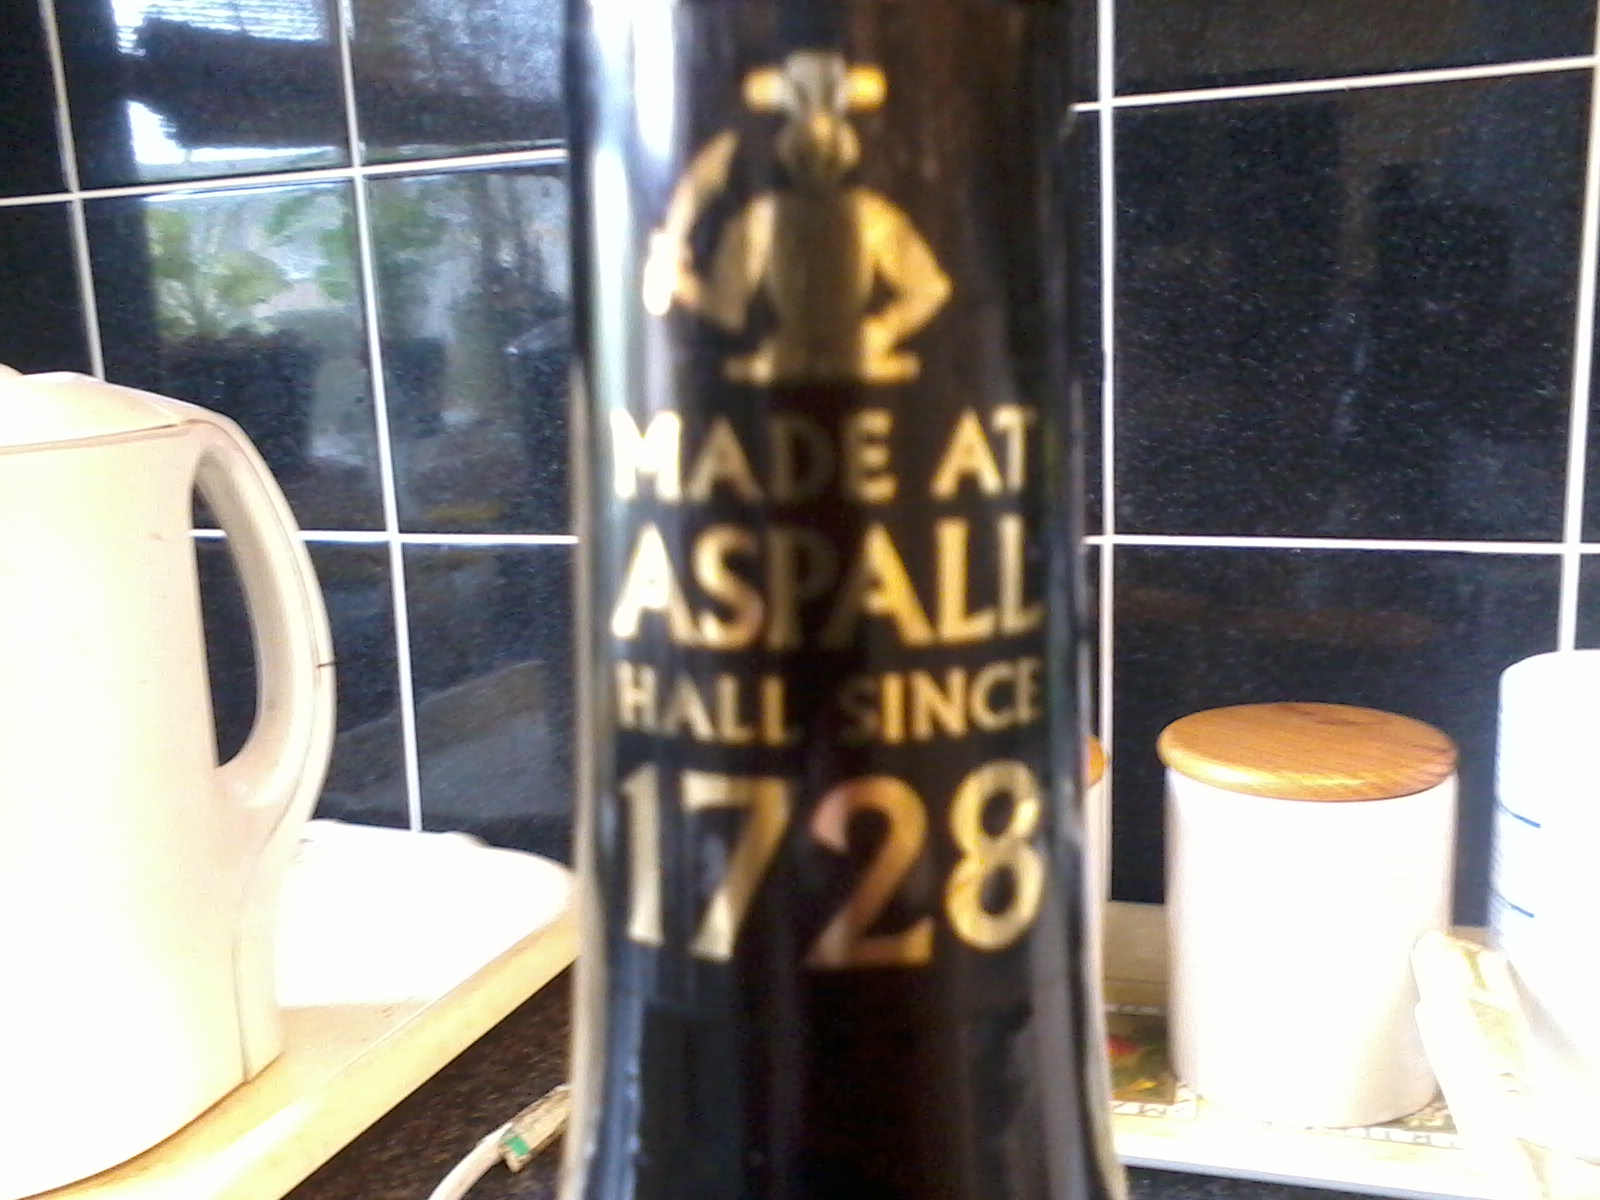 MADE AT
ASPALL
HALL SINCE
1728